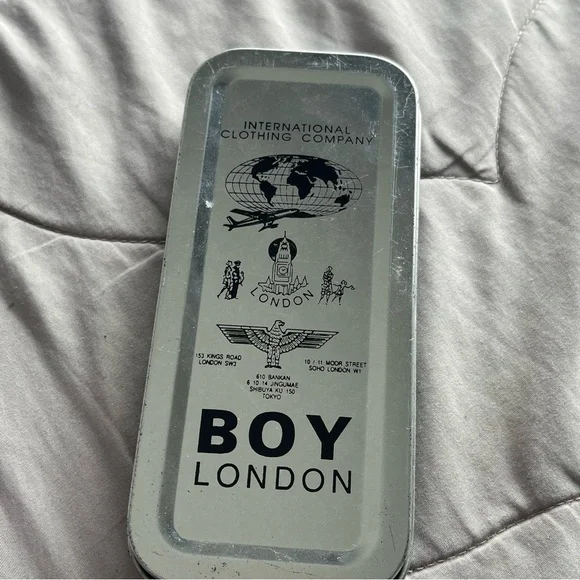 INTERNATIONAL
CLOTHING COMPANY
LONDON
153 KINGS ROAD
LONDON SW3
10 / 11 MOOR STREET
SOHO LONDON W1
610 BANKAN
6 10 14 JINGUMAE
SHIBUYA KU 150
TOKYO
BOY
LONDON